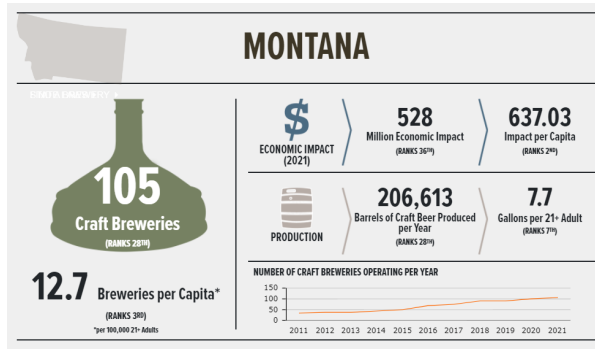 MONTANA
105
Craft Breweries
(RANKS 28TH)
12.7 Breweries per Capita*
(RANKS 3RD)
*per 100,000 21+ Adults
$
ECONOMIC IMPACT
(2021)
528
Million Economic Impact
(RANKS 36TH)
637.03
Impact per Capita
(RANKS 2ND)
PRODUCTION
206,613
Barrels of Craft Beer Produced
per Year
(RANKS 28TH)
7.7
Gallons per 21+ Adult
(RANKS 7TH)
NUMBER OF CRAFT BREWERIES OPERATING PER YEAR
150
100
50
0
2011 2012 2013 2014 2015 2016 2017 2018 2019 2020 2021